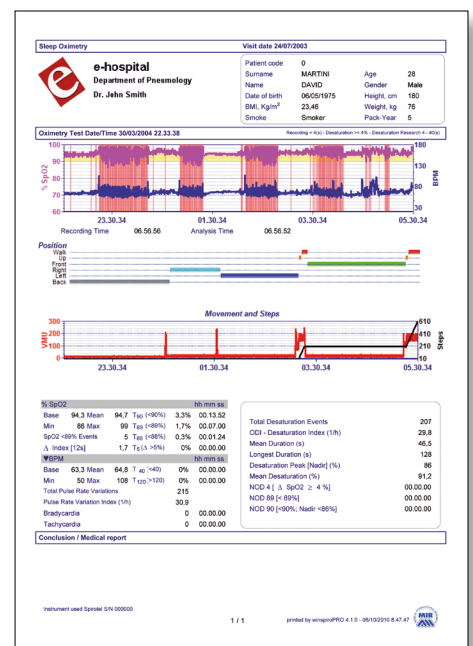 Sleep Oximetry Visit date 24/07/2003
e-hospital
Department of Pneumology
Dr. John Smith
Patient code 0
Surname MARTINI Age 28
Name DAVID Gender Male
Date of birth 06/05/1975 Height, cm 180
BMI, Kg/m² 23,46 Weight, kg 76
Smoke Smoker Pack-Year 5
Oximetry Test Date/Time 30/03/2004 22.33.38 Recording = 4(s) - Desaturation >= 4% - Desaturation Research 4 - 40(s)
% SpO2
100
90
80
70
60
180
130
80
30
BPM
23.30.34 01.30.34 03.30.34 05.30.34
Recording Time 06.56.56 Analysis Time 06.56.52
Position
Walk
Up
Front
Right
Left
Back
Movement and Steps
VMU
300
200
100
0
610
410
210
10
Steps
23.30.34 01.30.34 03.30.34 05.30.34
% SpO2 hh mm ss
Base 94,3 Mean 94,7 T90 (<90%) 3,3% 00.13.52
Min 86 Max 99 T89 (<89%) 1,7% 00.07.00
SpO2 <89% Events 5 T88 (<88%) 0,3% 00.01.24
Δ Index [12s] 1,7 T5 (Δ >5%) 0% 00.00.00
♥BPM hh mm ss
Base 63,3 Mean 64,8 T 40 (<40) 0% 00.00.00
Min 50 Max 108 T120 (>120) 0% 00.00.00
Total Pulse Rate Variations 215
Pulse Rate Variation Index (1/h) 30,9
Bradycardia 0 00.00.00
Tachycardia 0 00.00.00
Total Desaturation Events 207
ODI - Desaturation Index (1/h) 29,8
Mean Duration (s) 46,5
Longest Duration (s) 128
Desaturation Peak [Nadir] (%) 86
Mean Desaturation (%) 91,2
NOD 4 [ Δ SpO2 ≥ 4 %] 00.00.00
NOD 89 [< 89%] 00.00.00
NOD 90 [<90%; Nadir <86%] 00.00.00
Conclusion / Medical report
Instrument used Spirotel S/N 000000
1 / 1
printed by winspiroPRO 4.1.0 - 06/10/2010 8.47.47
MIR